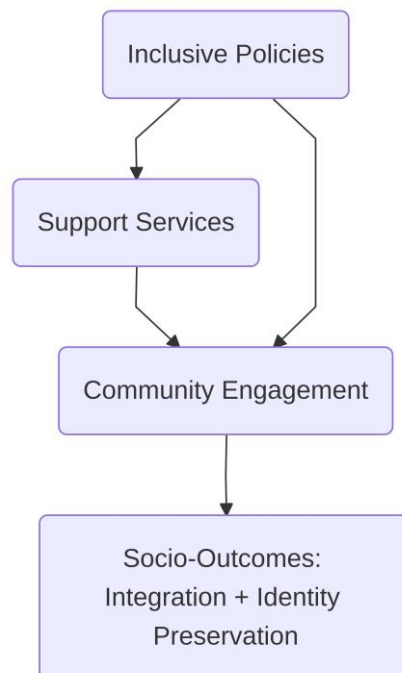 Inclusive Policies
Support Services
Community Engagement
Socio-Outcomes:
Integration + Identity
Preservation